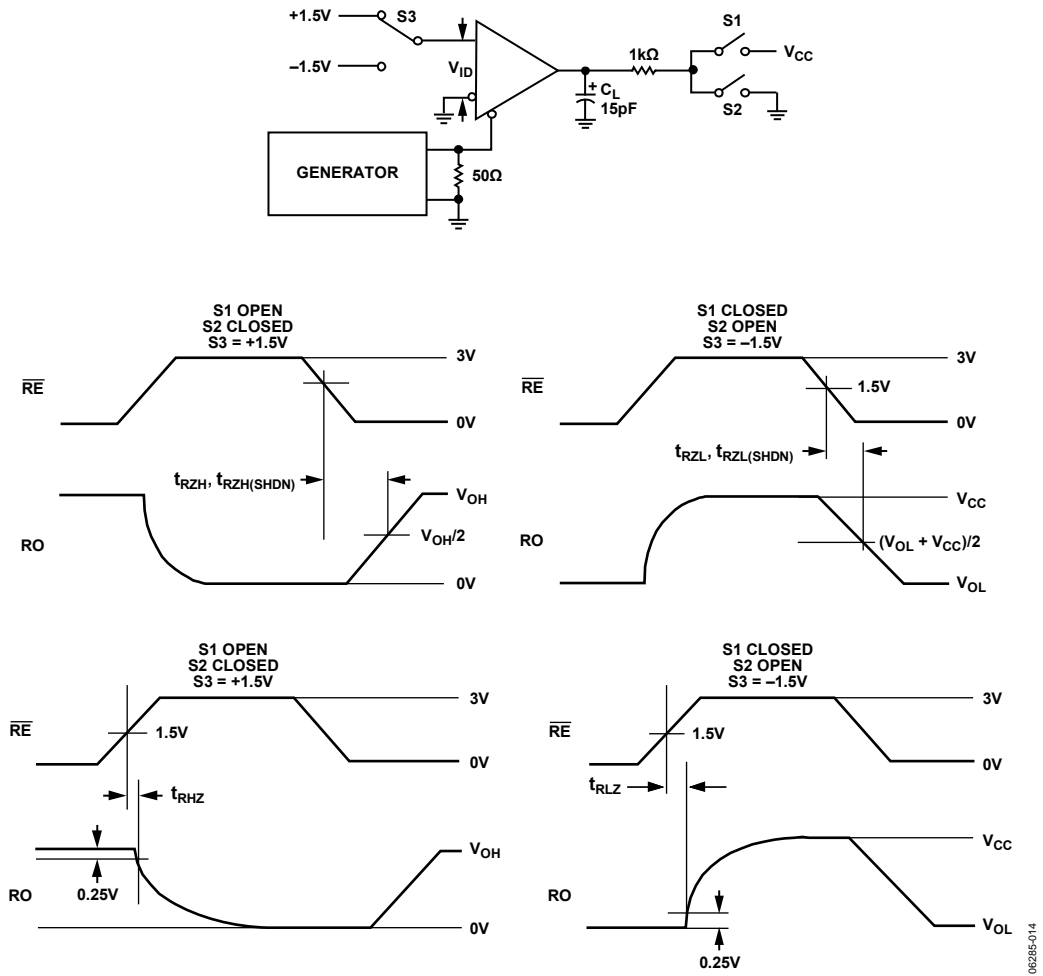 +1.5V
S3
–1.5V
V_ID
GENERATOR
50Ω
+ C_L
15pF
1kΩ
S1
V_CC
S2
S1 OPEN
S2 CLOSED
S3 = +1.5V
RE
3V
0V
t_RZH, t_RZH(SHDN)
RO
V_OH
V_OH/2
0V
S1 CLOSED
S2 OPEN
S3 = –1.5V
RE
3V
1.5V
0V
t_RZL, t_RZL(SHDN)
RO
V_CC
(V_OL + V_CC)/2
V_OL
S1 OPEN
S2 CLOSED
S3 = +1.5V
RE
3V
1.5V
0V
t_RHZ
RO
V_OH
0.25V
0V
S1 CLOSED
S2 OPEN
S3 = –1.5V
RE
3V
1.5V
0V
t_RLZ
RO
V_CC
V_OL
0.25V
06285-014